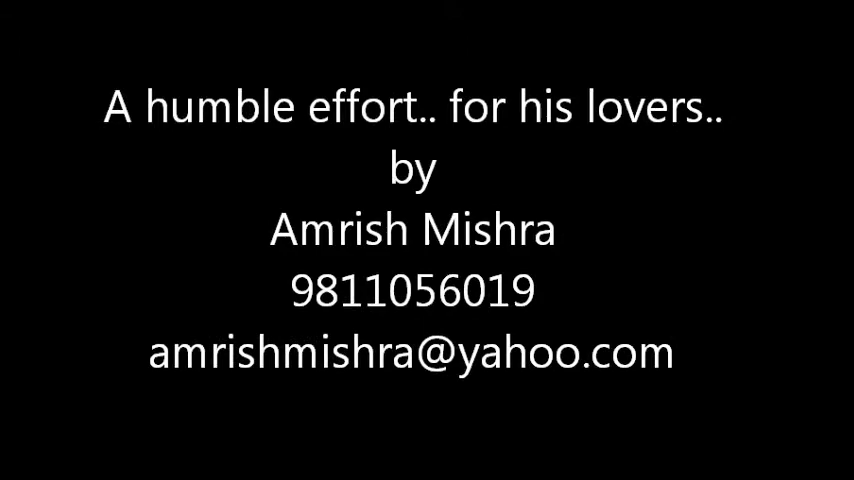 A humble effort.. for his lovers..
by
Amrish Mishra
9811056019
amrishmishra@yahoo.com